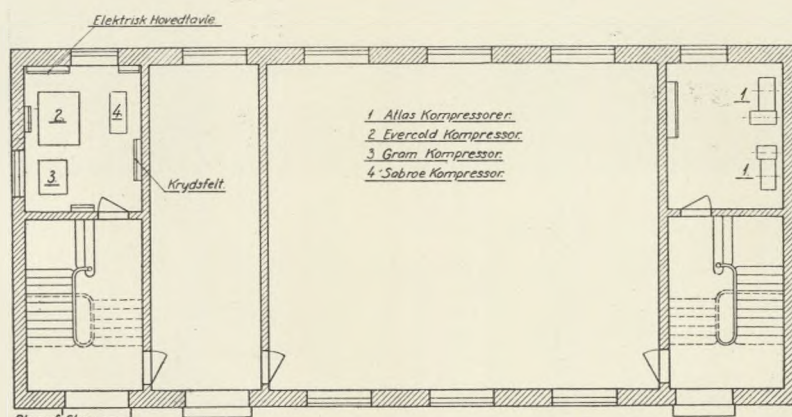 Elektrisk Hovedtavle
2.
4.
3.
Krydsfelt.
1 Atlas Kompressorer.
2 Evercold Kompressor.
3 Gram Kompressor.
4 Sabroe Kompressor.
1.
1.